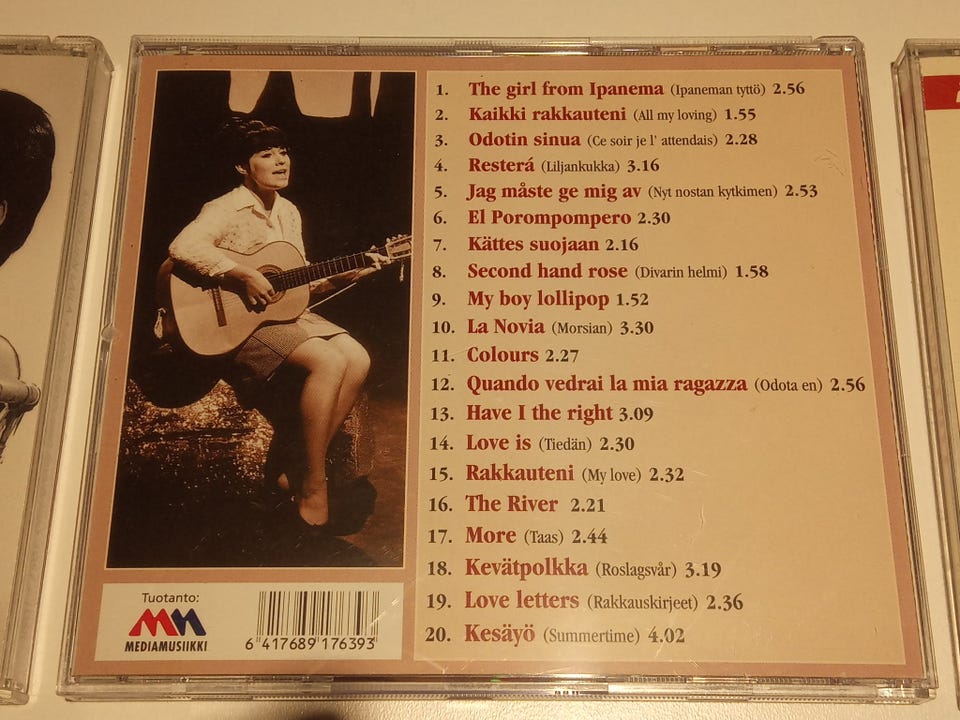 1. The girl from Ipanema (Ipaneman tyttö) 2.56
2. Kaikki rakkauteni (All my loving) 1.55
3. Odotin sinua (Ce soir je l' attendais) 2.28
4. Resterá (Liljankukka) 3.16
5. Jag måste ge mig av (Nyt nostan kytkimen) 2.53
6. El Porompompero 2.30
7. Kättes suojaan 2.16
8. Second hand rose (Divarin helmi) 1.58
9. My boy lollipop 1.52
10. La Novia (Morsian) 3.30
11. Colours 2.27
12. Quando vedrai la mia ragazza (Odota en) 2.56
13. Have I the right 3.09
14. Love is (Tiedän) 2.30
15. Rakkauteni (My love) 2.32
16. The River 2.21
17. More (Taas) 2.44
18. Kevätpolkka (Roslagsvår) 3.19
19. Love letters (Rakkauskirjeet) 2.36
20. Kesäyö (Summertime) 4.02
Tuotanto:
MM
MEDIAMUSIIKKI
6 417689 176393